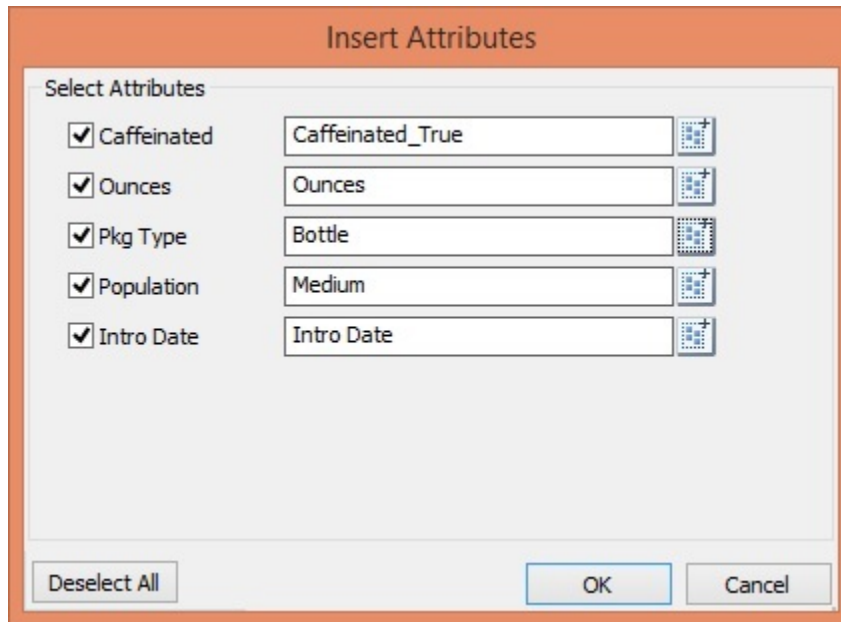 Insert Attributes
Select Attributes
Caffeinated Caffeinated_True
Ounces Ounces
Pkg Type Bottle
Population Medium
Intro Date Intro Date
Deselect All OK Cancel